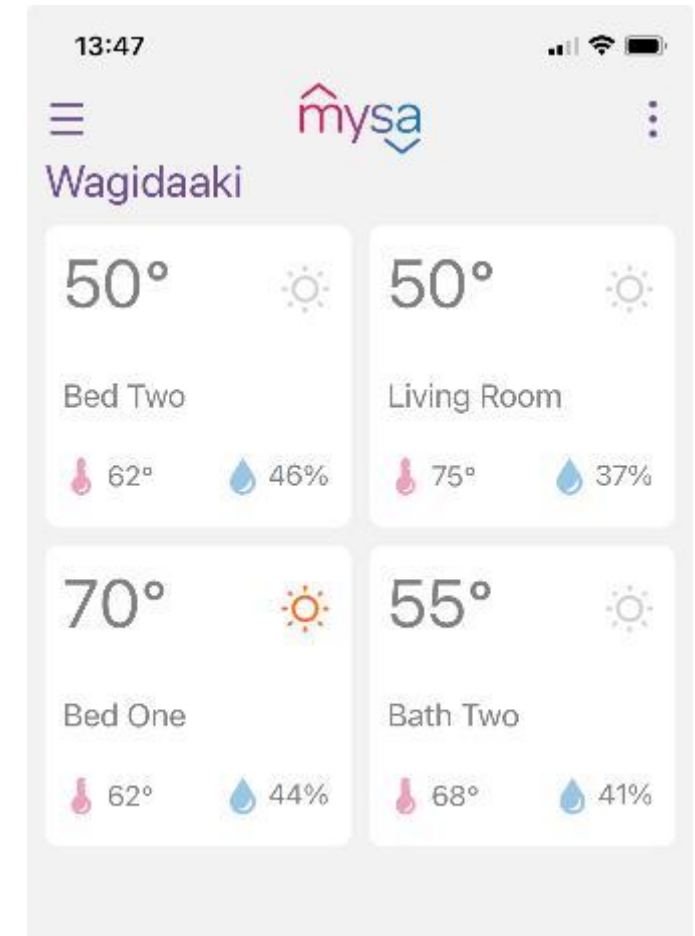 13:47
mysa
Wagidaaki
50° 50°
Bed Two Living Room
62° 46% 75° 37%
70° 55°
Bed One Bath Two
62° 44% 68° 41%